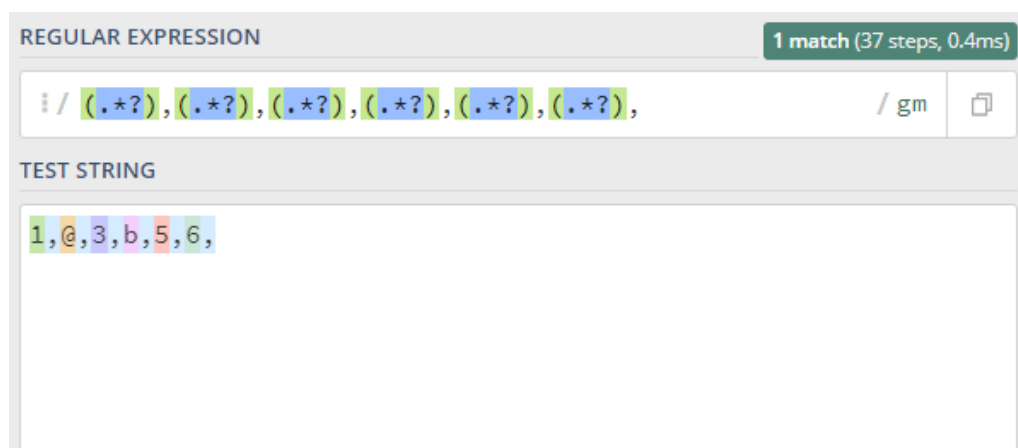 REGULAR EXPRESSION
1 match (37 steps, 0.4ms)
/ (.*?),(.*?),(.*?),(.*?),(.*?),(.*?), / gm
TEST STRING
1,@,3,b,5,6,